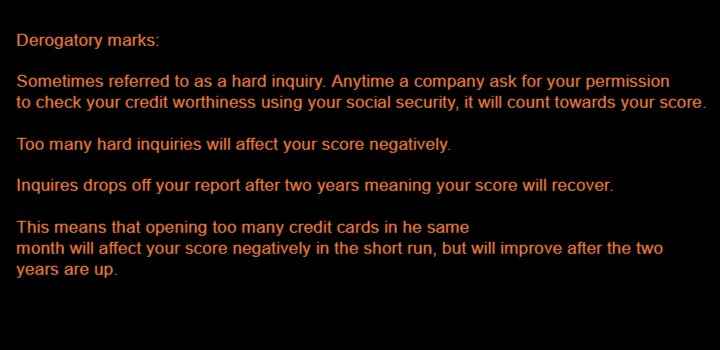 Derogatory marks:
Sometimes referred to as a hard inquiry. Anytime a company ask for your permission
to check your credit worthiness using your social security, it will count towards your score.
Too many hard inquiries will affect your score negatively.
Inquires drops off your report after two years meaning your score will recover.
This means that opening too many credit cards in he same
month will affect your score negatively in the short run, but will improve after the two
years are up.